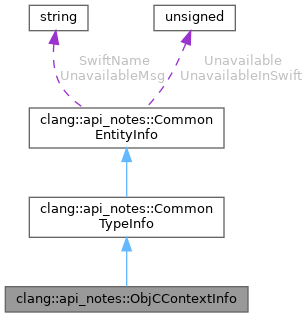 string
unsigned
SwiftName
UnavailableMsg
Unavailable
UnavailableInSwift
clang::api_notes::Common
EntityInfo
clang::api_notes::Common
TypeInfo
clang::api_notes::ObjCContextInfo